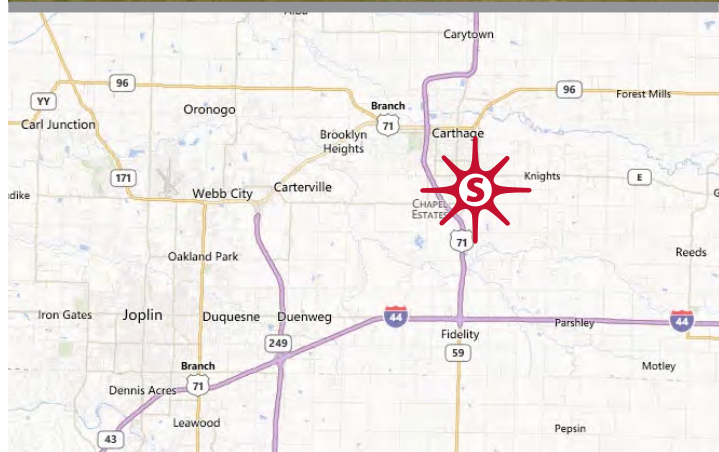 Carytown
96
96
Forest Mills
YY
Oronogo
Branch
71
Carl Junction
Brooklyn
Heights
Carthage
171
Knights
E
Webb City
Carterville
CHAPEL
ESTATES
71
Oakland Park
Reeds
Iron Gates
Joplin
Duquesne
Duenweg
44
Parshley
44
Fidelity
249
59
Branch
71
Motley
Dennis Acres
Leawood
43
Pepsin
S